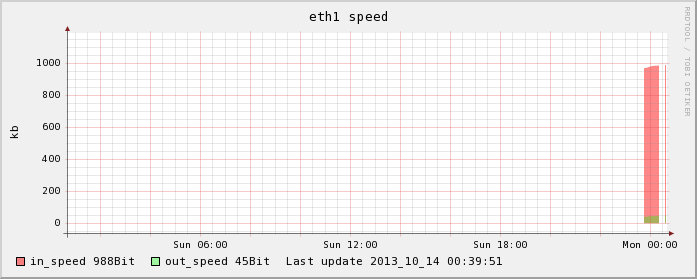 eth1 speed
RRDTOOL / TOBI OETIKER
kb
1000
800
600
400
200
0
Sun 06:00 Sun 12:00 Sun 18:00 Mon 00:00
in_speed 988Bit out_speed 45Bit Last update 2013_10_14 00:39:51